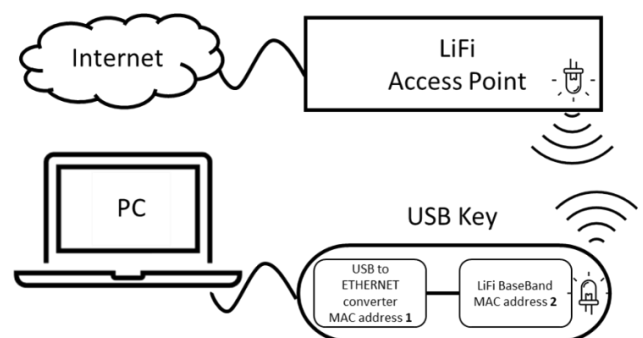 Internet
LiFi
Access Point
PC
USB Key
USB to
ETHERNET
converter
MAC address 1
LiFi BaseBand
MAC address 2